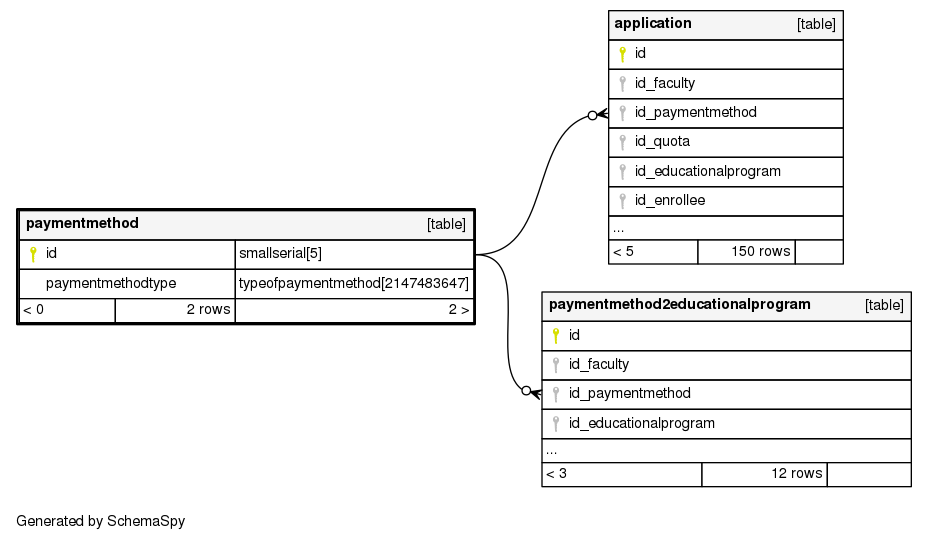 application [table]
id
id_faculty
id_paymentmethod
id_quota
id_educationalprogram
id_enrollee
...
< 5 150 rows
paymentmethod [table]
id smallserial[5]
paymentmethodtype typeofpaymentmethod[2147483647]
< 0 2 rows 2 >
paymentmethod2educationalprogram [table]
id
id_faculty
id_paymentmethod
id_educationalprogram
...
< 3 12 rows
Generated by SchemaSpy